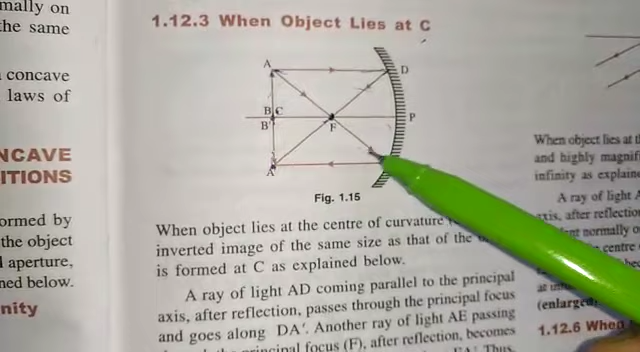 mally on
the same
concave
laws of
NCAVE
ITIONS
ormed by
the object
aperture,
ned below.
nity
1.12.3 When Object Lies at C
A
D
B C
P
B'
F
A'
Fig. 1.15
When object lies at the centre of curvature
inverted image of the same size as that of the
is formed at C as explained below.
A ray of light AD coming parallel to the principal
axis, after reflection, passes through the principal focus
and goes along DA'. Another ray of light AE passing
principal focus (F), after reflection, becomes
Thus,
When object lies at
and highly magnifi
infinity as explaine
A ray of light A
axis, after reflectio
normally o
centre
(enlarged,
1.12.6 When